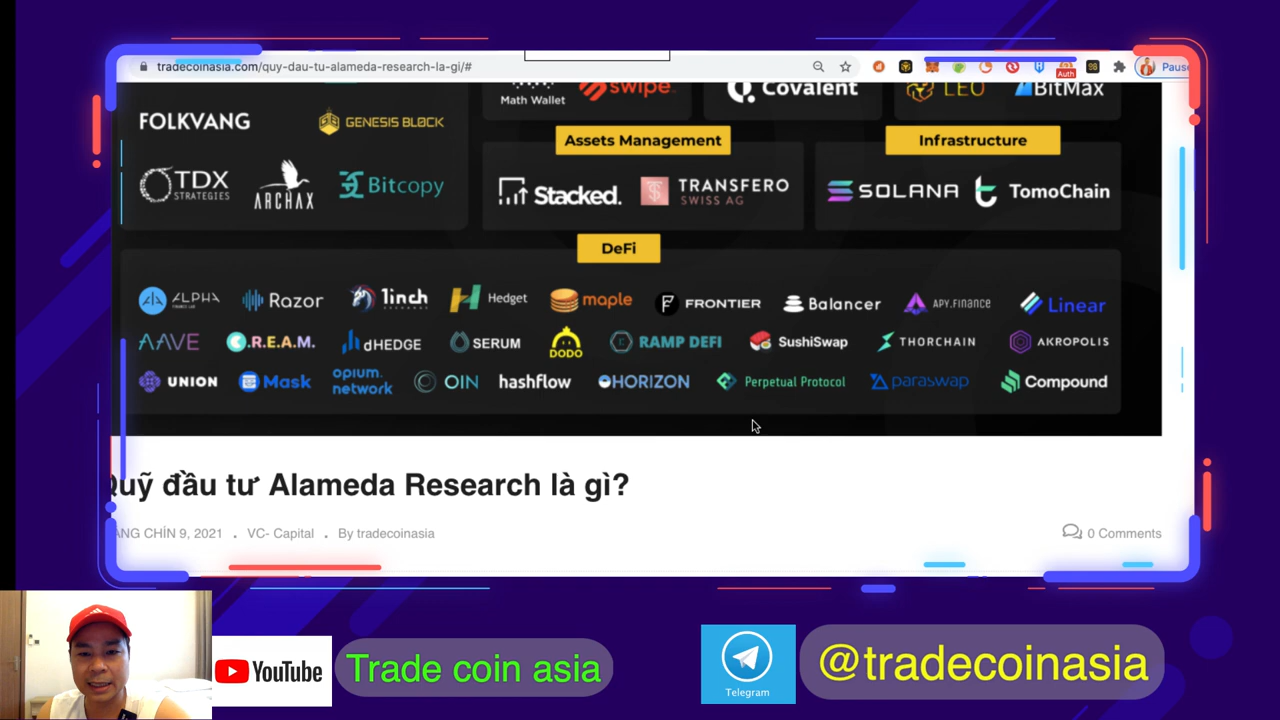 tradecoinasia.com/quy-dau-tu-alameda-research-la-gi/#
Auth
Paus
Math Wallet
swipe
Covalent
LEO
BitMax
FOLKVANG
GENESIS BLOCK
Assets Management
Infrastructure
TDX
STRATEGIES
ARCHAX
Bitcopy
Stacked.
TRANSFERO
SWISS AG
SOLANA
TomoChain
DeFi
ALPHA
Razor
1inch
Hedget
maple
FRONTIER
Balancer
APY.FINANCE
Linear
AAVE
C.R.E.A.M.
dHEDGE
SERUM
DODO
RAMP DEFI
SushiSwap
THORCHAIN
AKROPOLIS
UNION
Mask
opium.
network
OIN
hashflow
HORIZON
Perpetual Protocol
paraswap
Compound
Quỹ đầu tư Alameda Research là gì?
ÁNG CHÍN 9, 2021 . VC- Capital . By tradecoinasia
0 Comments
YouTube
Trade coin asia
Telegram
@tradecoinasia